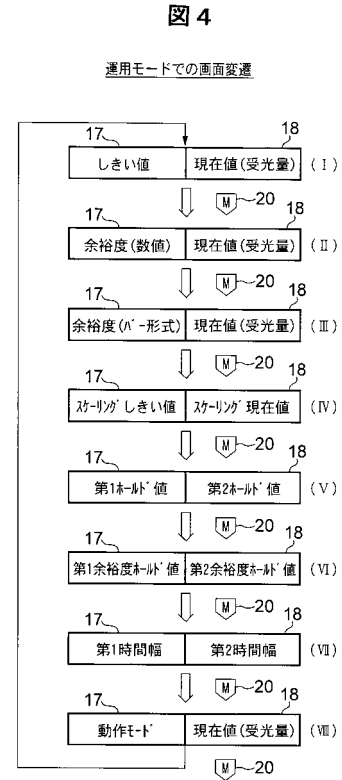 図4
運用モードでの画面変遷
17 18
しきい値 現在値(受光量) (Ⅰ)
M 20
17 18
余裕度(数値) 現在値(受光量) (Ⅱ)
M 20
17 18
余裕度(バー形式) 現在値(受光量) (Ⅲ)
M 20
17 18
スケーリングしきい値 スケーリング現在値 (Ⅳ)
M 20
17 18
第1ホールド値 第2ホールド値 (Ⅴ)
M 20
17 18
第1余裕度ホールド値 第2余裕度ホールド値 (Ⅵ)
M 20
17 18
第1時間幅 第2時間幅 (Ⅶ)
M 20
17 18
動作モード 現在値(受光量) (Ⅷ)
M 20